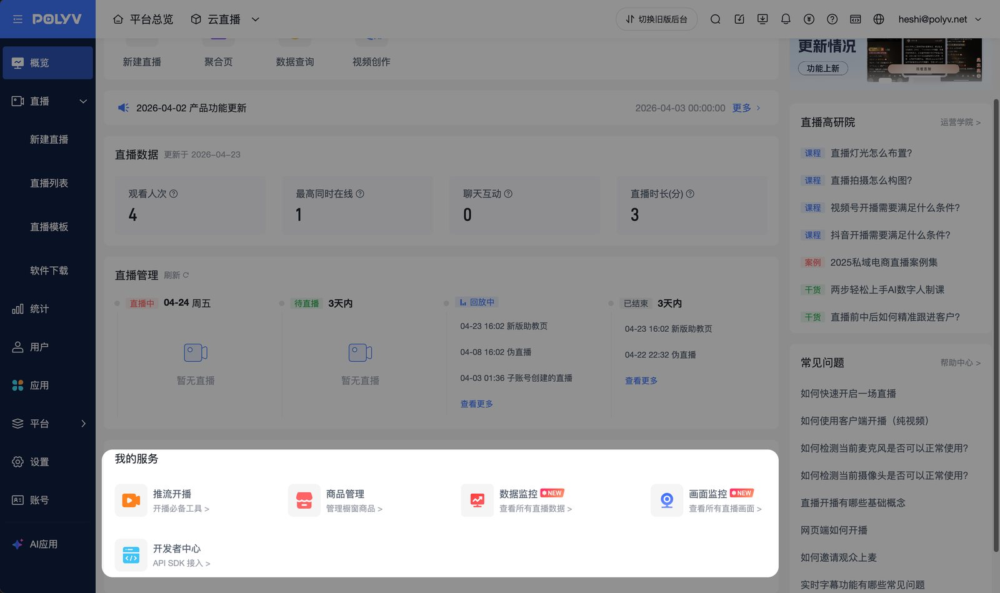 POLYV
平台总览
云直播
切换旧版后台
heshi@polyv.net
概览
直播
新建直播
直播列表
直播模板
软件下载
统计
用户
应用
平台
设置
账号
AI应用
新建直播
聚合页
数据查询
视频创作
2026-04-02 产品功能更新
2026-04-03 00:00:00 更多
直播数据 更新于 2026-04-23
观看人次
4
最高同时在线
1
聊天互动
0
直播时长(分)
3
直播管理 刷新
直播中 04-24 周五
暂无直播
待直播 3天内
暂无直播
回放中
04-23 16:02 新版助教页
04-08 16:02 伪直播
04-03 01:36 子账号创建的直播
查看更多
已结束 3天内
04-23 16:02 新版助教页
04-22 22:32 伪直播
查看更多
我的服务
推流开播
开播必备工具 >
商品管理
管理橱窗商品 >
数据监控 NEW
查看所有直播数据 >
画面监控 NEW
查看所有直播画面 >
开发者中心
API SDK 接入 >
更新情况
功能上新
直播高研院 运营学院 >
课程 直播灯光怎么布置?
课程 直播拍摄怎么构图?
课程 视频号开播需要满足什么条件?
课程 抖音开播需要满足什么条件?
案例 2025私域电商直播案例集
干货 两步轻松上手AI数字人制课
干货 直播前中后如何精准跟进客户?
常见问题 帮助中心 >
如何快速开启一场直播
如何使用客户端开播（纯视频）
如何检测当前麦克风是否可以正常使用?
如何检测当前摄像头是否可以正常使用?
直播开播有哪些基础概念
网页端如何开播
如何邀请观众上麦
实时字幕功能有哪些常见问题